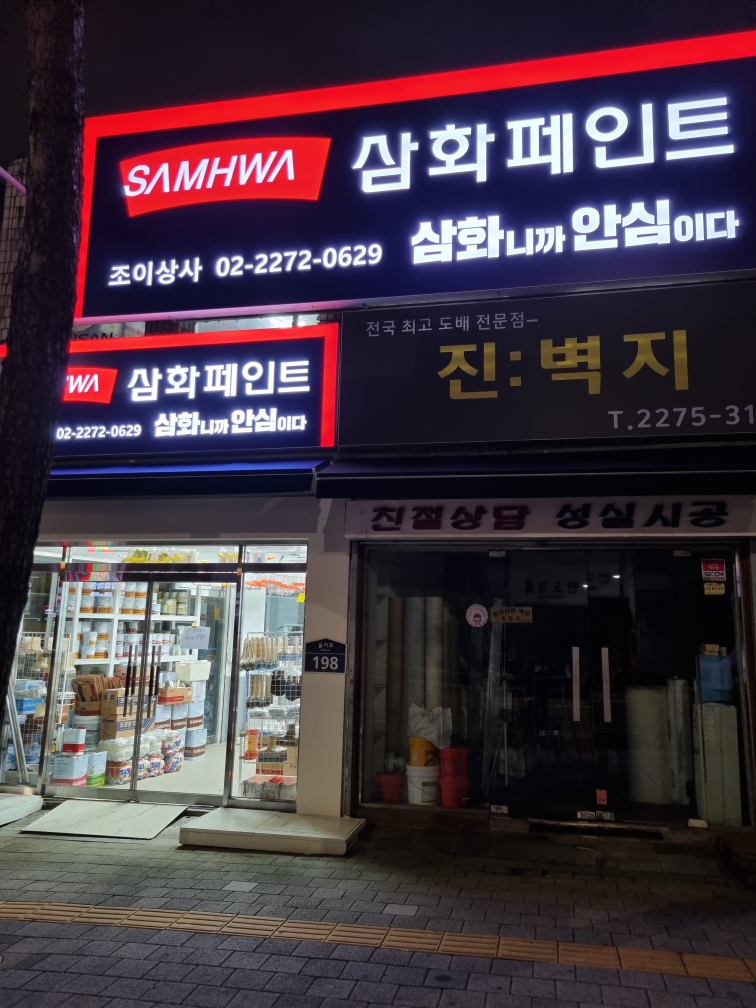 SAMHWA 삼화페인트
삼화니까 안심이다
조이상사 02-2272-0629
전국 최고 도배 전문점
진:벽지
T.2275-31
삼화페인트
02-2272-0629 삼화니까 안심이다
친절상담 성실시공
을지로
198